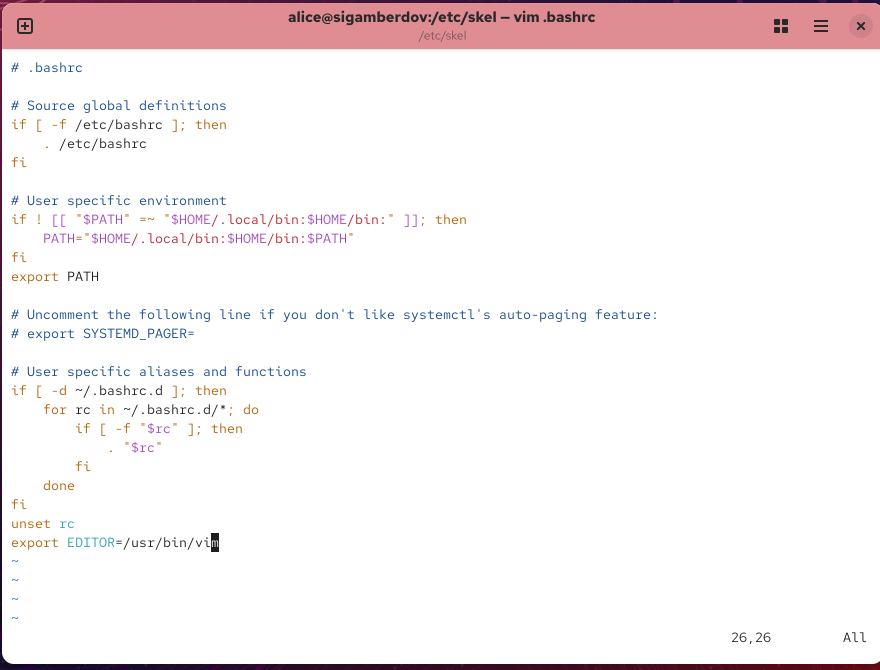 alice@sigamberdov:/etc/skel — vim .bashrc
/etc/skel
# .bashrc

# Source global definitions
if [ -f /etc/bashrc ]; then
    . /etc/bashrc
fi

# User specific environment
if ! [[ "$PATH" =~ "$HOME/.local/bin:$HOME/bin:" ]]; then
    PATH="$HOME/.local/bin:$HOME/bin:$PATH"
fi
export PATH

# Uncomment the following line if you don't like systemctl's auto-paging feature:
# export SYSTEMD_PAGER=

# User specific aliases and functions
if [ -d ~/.bashrc.d ]; then
    for rc in ~/.bashrc.d/*; do
        if [ -f "$rc" ]; then
            . "$rc"
        fi
    done
fi
unset rc
export EDITOR=/usr/bin/vim
~
~
~
~
26,26         All